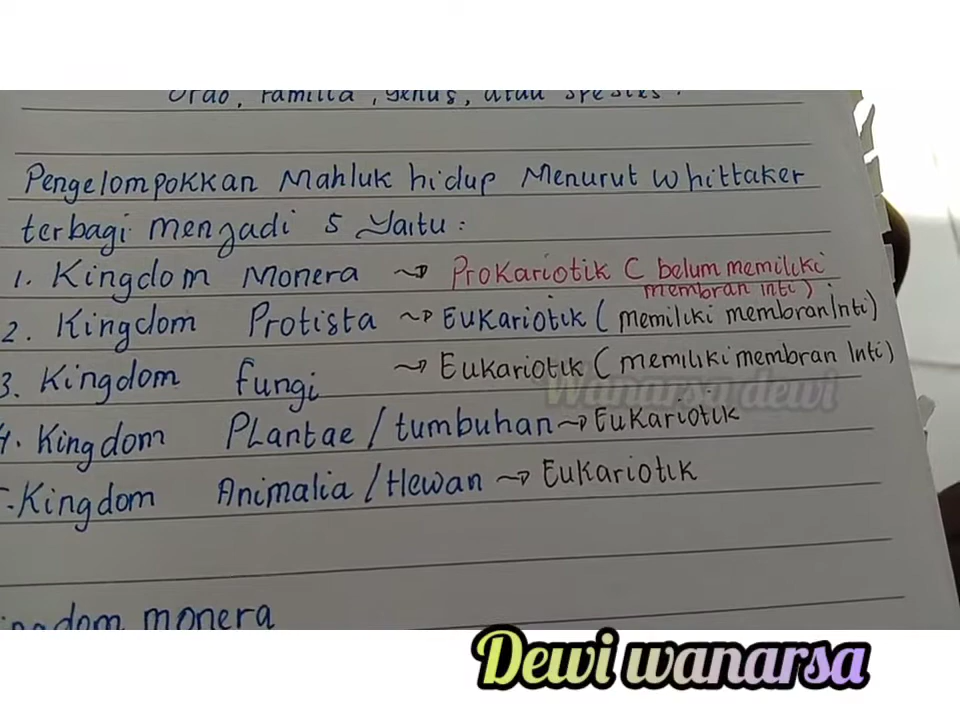 Ordo, Familia, genus, atau spesies.
Pengelompokkan Mahluk hidup Menurut Whittaker
terbagi menjadi 5 yaitu:
1. Kingdom Monera ⤳ Prokariotik ( belum memiliki
membran inti)
2. Kingdom Protista ⤳ Eukariotik ( memiliki membran Inti)
3. Kingdom Fungi ⤳ Eukariotik ( memiliki membran Inti)
Wanarsa dewi
4. Kingdom PLantae / tumbuhan ⤳ Eukariotik
5. Kingdom Animalia / Hewan ⤳ Eukariotik
Kingdom monera
Dewi wanarsa